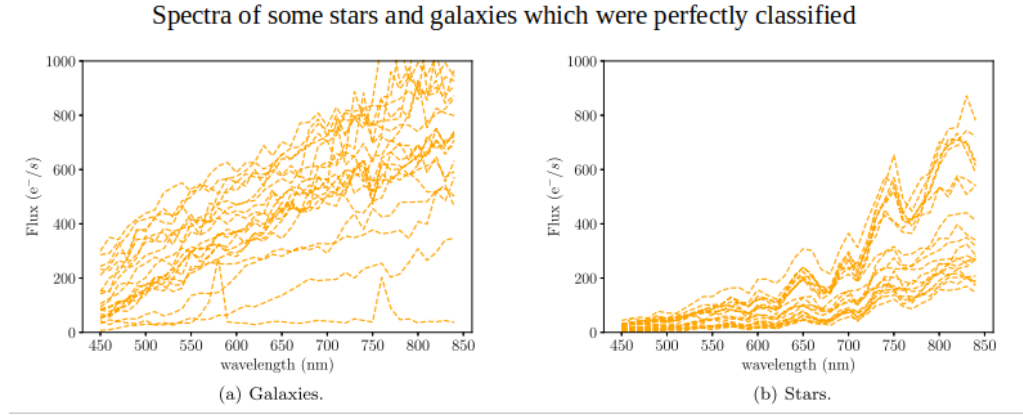 Spectra of some stars and galaxies which were perfectly classified
1000
800
600
400
200
0
Flux (e⁻/s)
450 500 550 600 650 700 750 800 850
wavelength (nm)
(a) Galaxies.
1000
800
600
400
200
0
Flux (e⁻/s)
450 500 550 600 650 700 750 800 850
wavelength (nm)
(b) Stars.